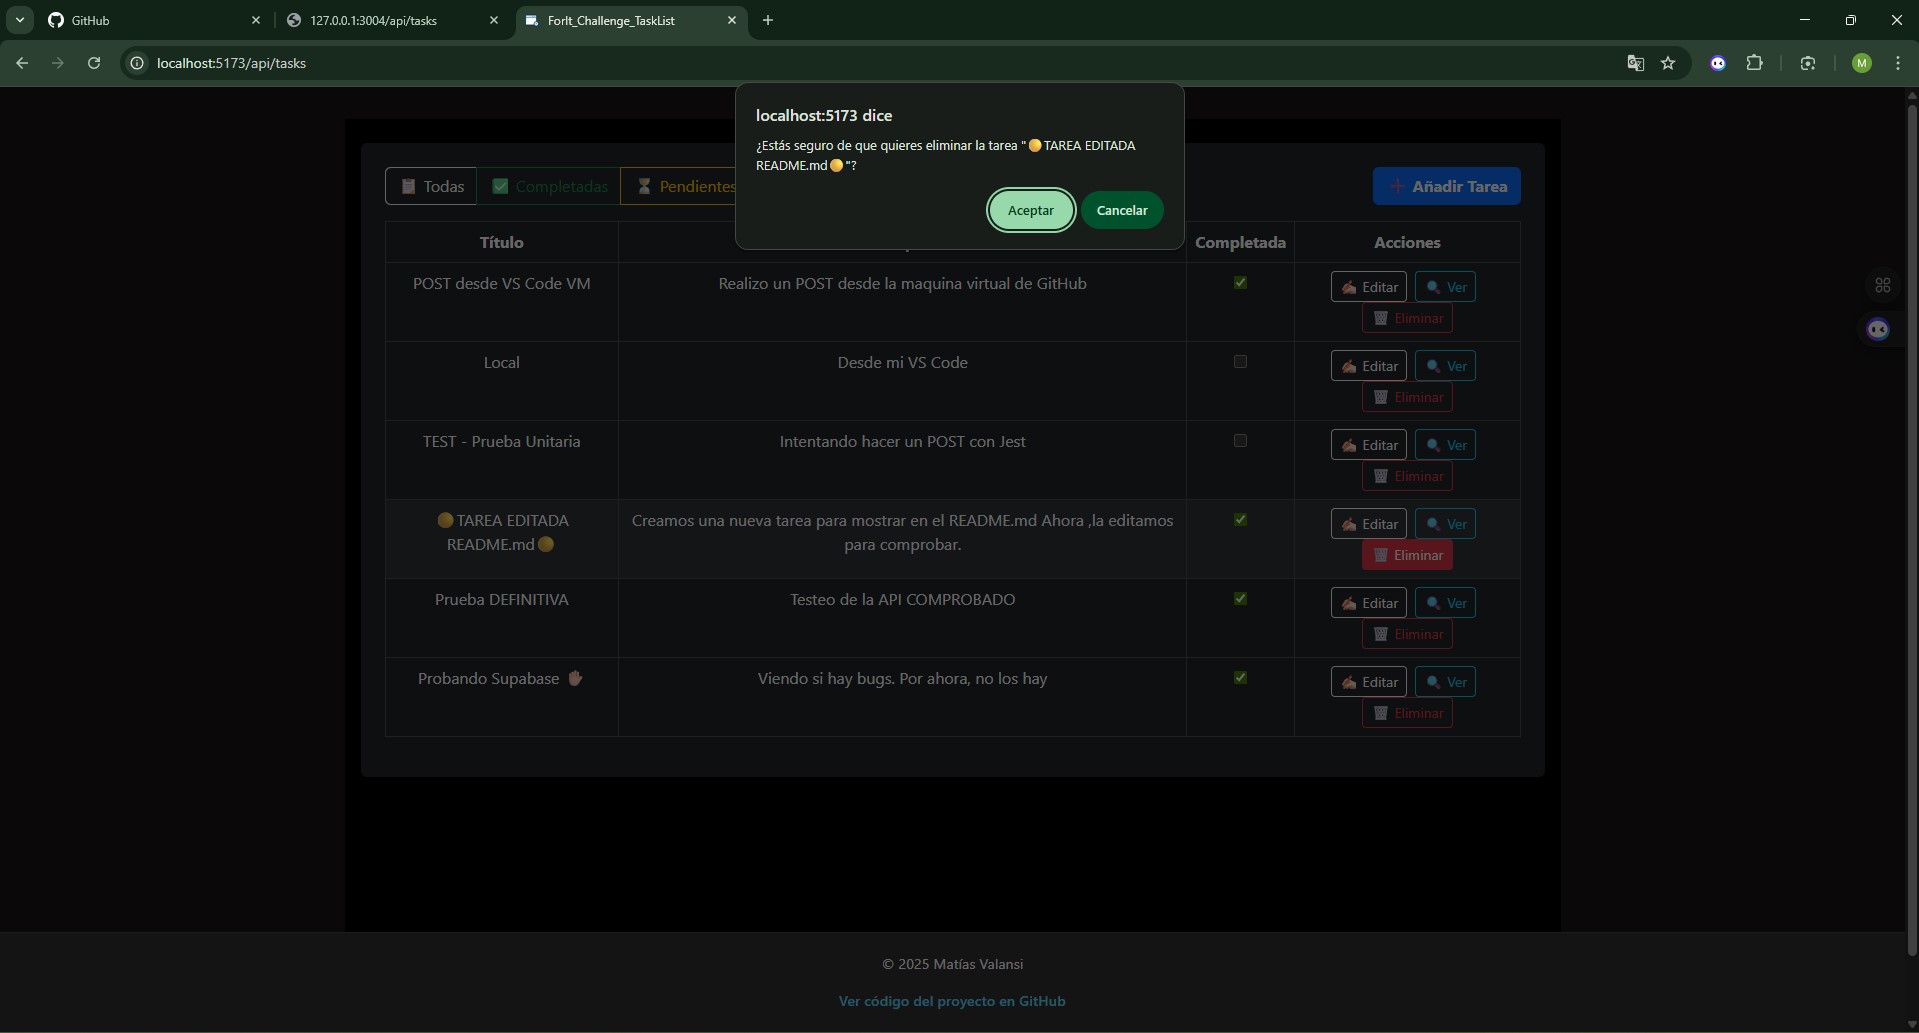 GitHub
127.0.0.1:3004/api/tasks
ForIt_Challenge_TaskList
localhost:5173/api/tasks
M
localhost:5173 dice
¿Estás seguro de que quieres eliminar la tarea "🟡TAREA EDITADA
README.md🟡"?
Aceptar
Cancelar
Todas
Completadas
Pendientes
Añadir Tarea
Título
Completada
Acciones
POST desde VS Code VM
Realizo un POST desde la maquina virtual de GitHub
Editar
Ver
Eliminar
Local
Desde mi VS Code
Editar
Ver
Eliminar
TEST - Prueba Unitaria
Intentando hacer un POST con Jest
Editar
Ver
Eliminar
🟡TAREA EDITADA
README.md🟡
Creamos una nueva tarea para mostrar en el README.md Ahora ,la editamos
para comprobar.
Editar
Ver
Eliminar
Prueba DEFINITIVA
Testeo de la API COMPROBADO
Editar
Ver
Eliminar
Probando Supabase
Viendo si hay bugs. Por ahora, no los hay
Editar
Ver
Eliminar
© 2025 Matías Valansi
Ver código del proyecto en GitHub